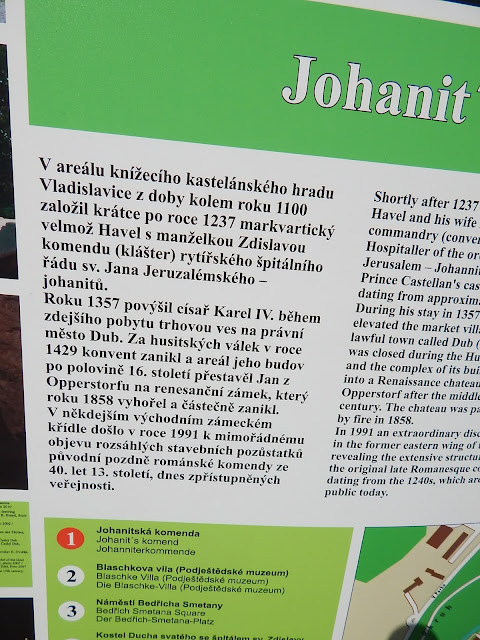 Johanit´
V areálu knížecího kastelánského hradu
Vladislavice z doby kolem roku 1100
založil krátce po roce 1237 markvartický
velmož Havel s manželkou Zdislavou
komendu (klášter) rytířského špitálního
řádu sv. Jana Jeruzalémského –
johanitů.
Roku 1357 povýšil císař Karel IV. během
zdejšího pobytu trhovou ves na právní
město Dub. Za husitských válek v roce
1429 konvent zanikl a areál jeho budov
po polovině 16. století přestavěl Jan z
Opperstorfu na renesanční zámek, který
roku 1858 vyhořel a částečně zanikl.
V někdejším východním zámeckém
křídle došlo v roce 1991 k mimořádnému
objevu rozsáhlých stavebních pozůstatků
původní pozdně románské komendy ze
40. let 13. století, dnes zpřístupněných
veřejnosti.
Shortly after 1237
Havel and his wife
commandry (conven
Hospitaller of the or
Jerusalem – Johannit
Prince Castellan's cas
dating from approxim
During his stay in 1357
elevated the market villa
lawful town called Dub (
was closed during the Hu
and the complex of its bui
into a Renaissance chateau
Opperstorf after the middle
century. The chateau was pa
by fire in 1858.
In 1991 an extraordinary disc
in the former eastern wing of t
revealing the extensive structu
the original late Romanesque co
dating from the 1240s, which are
public today.
1 Johanitská komenda
Johanit´s komend
Johanniterkommende
2 Blaschkova vila (Podještědské muzeum)
Blaschke Villa (Podještědské muzeum)
Die Blaschke-Villa (Podještědské muzeum)
3 Náměstí Bedřicha Smetany
Bedřich Smetana Square
Der Bedřich-Smetana-Platz
Kostel Ducha svatého se špitálem sv. Zdislavy